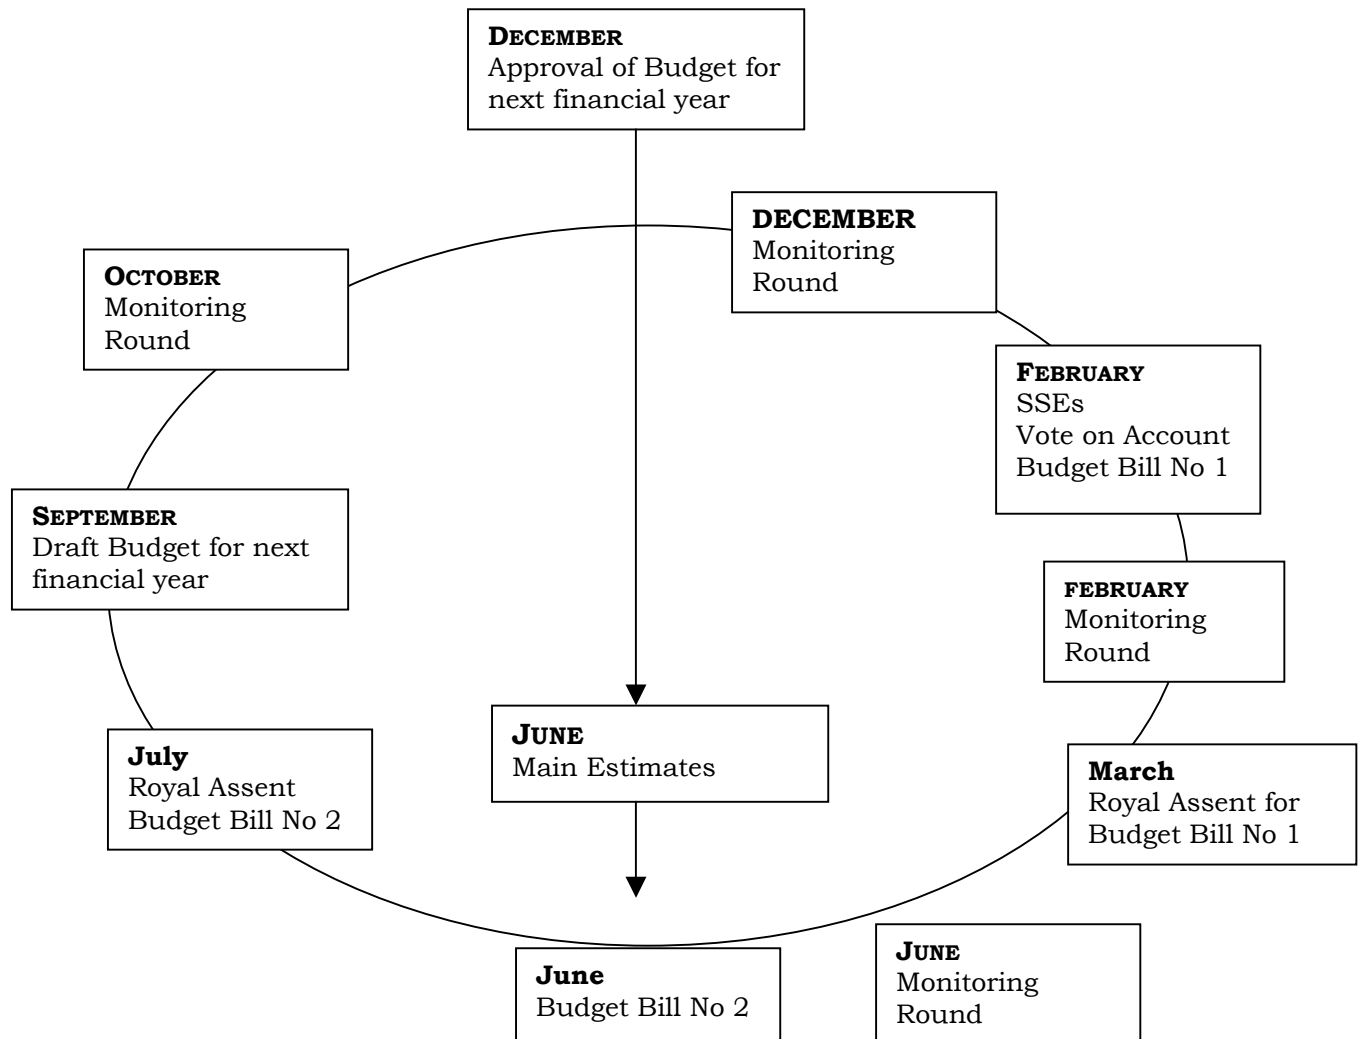 DECEMBER
Approval of Budget for
next financial year
DECEMBER
Monitoring
Round
OCTOBER
Monitoring
Round
FEBRUARY
SSEs
Vote on Account
Budget Bill No 1
SEPTEMBER
Draft Budget for next
financial year
FEBRUARY
Monitoring
Round
JUNE
Main Estimates
July
Royal Assent
Budget Bill No 2
March
Royal Assent for
Budget Bill No 1
June
Budget Bill No 2
JUNE
Monitoring
Round